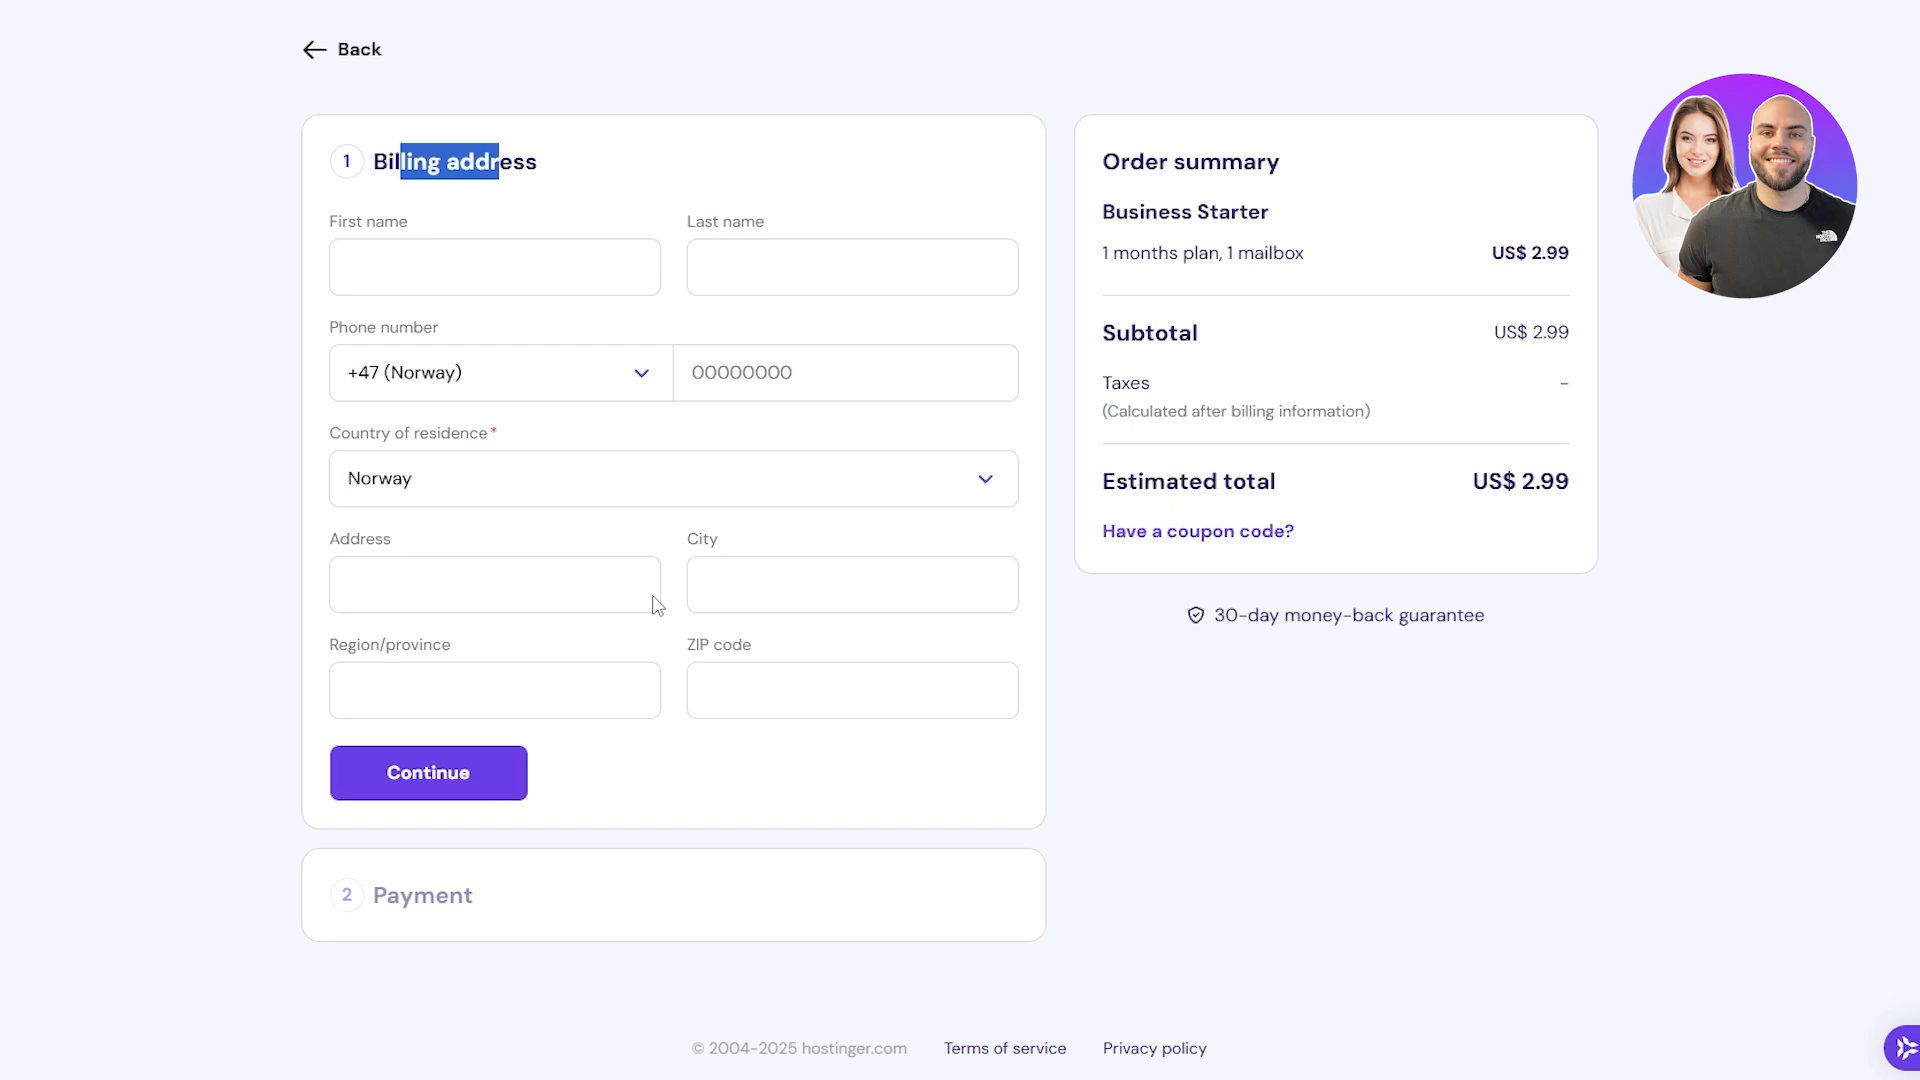 Back
1 Billing address
First name
Last name
Phone number
+47 (Norway)
00000000
Country of residence*
Norway
Address
City
Region/province
ZIP code
Continue
2 Payment
Order summary
Business Starter
1 months plan, 1 mailbox US$ 2.99
Subtotal US$ 2.99
Taxes -
(Calculated after billing information)
Estimated total US$ 2.99
Have a coupon code?
30-day money-back guarantee
© 2004-2025 hostinger.com Terms of service Privacy policy